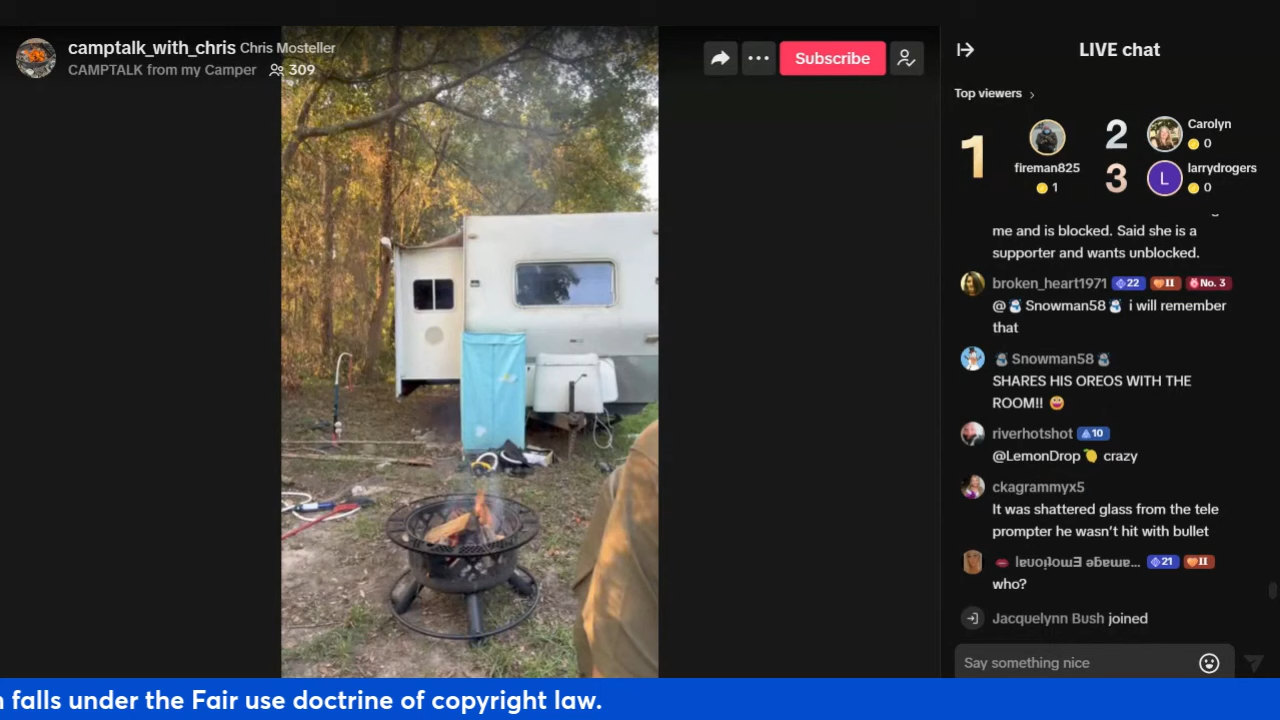 camptalk_with_chris Chris Mosteller
CAMPTALK from my Camper 309
Subscribe
LIVE chat
Top viewers
1
fireman825
1
2
Carolyn
0
3
L
larrydrogers
0
me and is blocked. Said she is a
supporter and wants unblocked.
broken_heart1971 22 II No. 3
@⛄Snowman58⛄ i will remember
that
⛄Snowman58⛄
SHARES HIS OREOS WITH THE
ROOM!! 😀
riverhotshot 10
@LemonDrop 🍋 crazy
ckagrammyx5
It was shattered glass from the tele
prompter he wasn't hit with bullet
21 II
who?
Jacquelynn Bush joined
Say something nice
falls under the Fair use doctrine of copyright law.